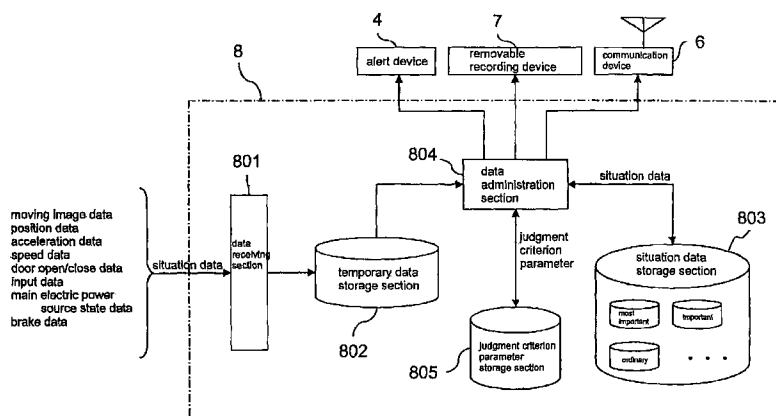 4
7
alert device
removable
recording device
communication
device
6
8
801
804
data
administration
section
situation data
803
moving image data
position data
acceleration data
speed data
door open/close data
input data
main electric power
source state data
brake data
situation data
data
receiving
section
temporary data
storage section
802
judgment
criterion
parameter
situation data
storage section
most
important
important
ordinary
. . .
805
judgment criterion
parameter
storage section